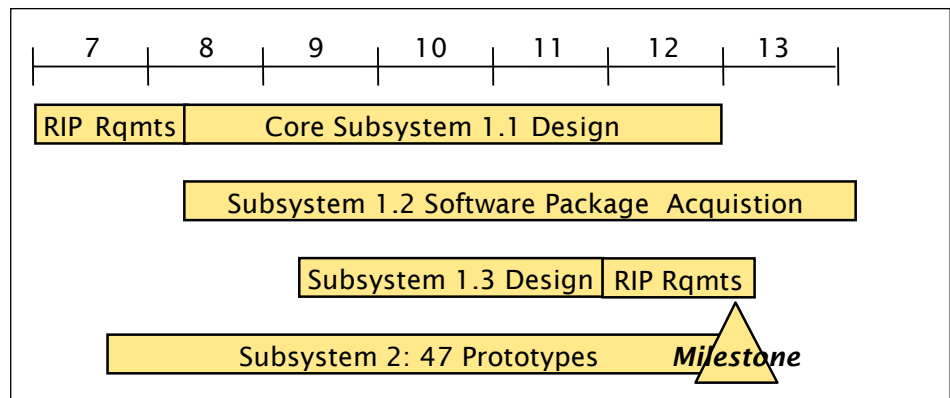 7 8 9 10 11 12 13
RIP Rqmts Core Subsystem 1.1 Design
Subsystem 1.2 Software Package Acquistion
Subsystem 1.3 Design RIP Rqmts
Subsystem 2: 47 Prototypes Milestone